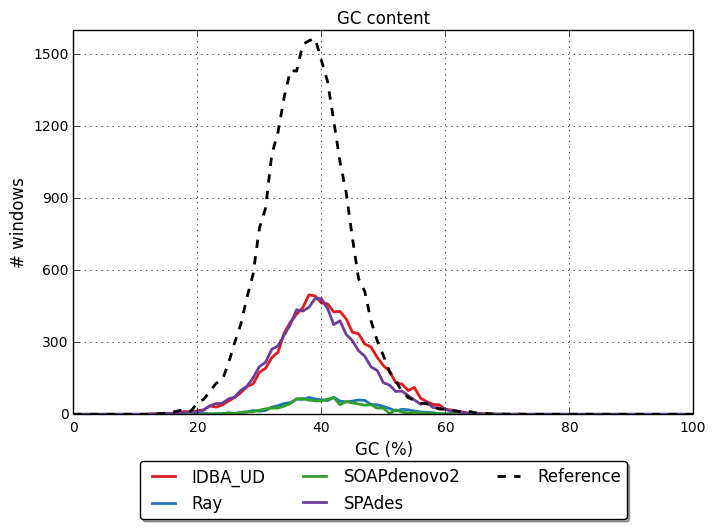 GC content
1500
1200
900
600
300
0
# windows
0 20 40 60 80 100
GC (%)
IDBA_UD SOAPdenovo2 Reference
Ray SPAdes